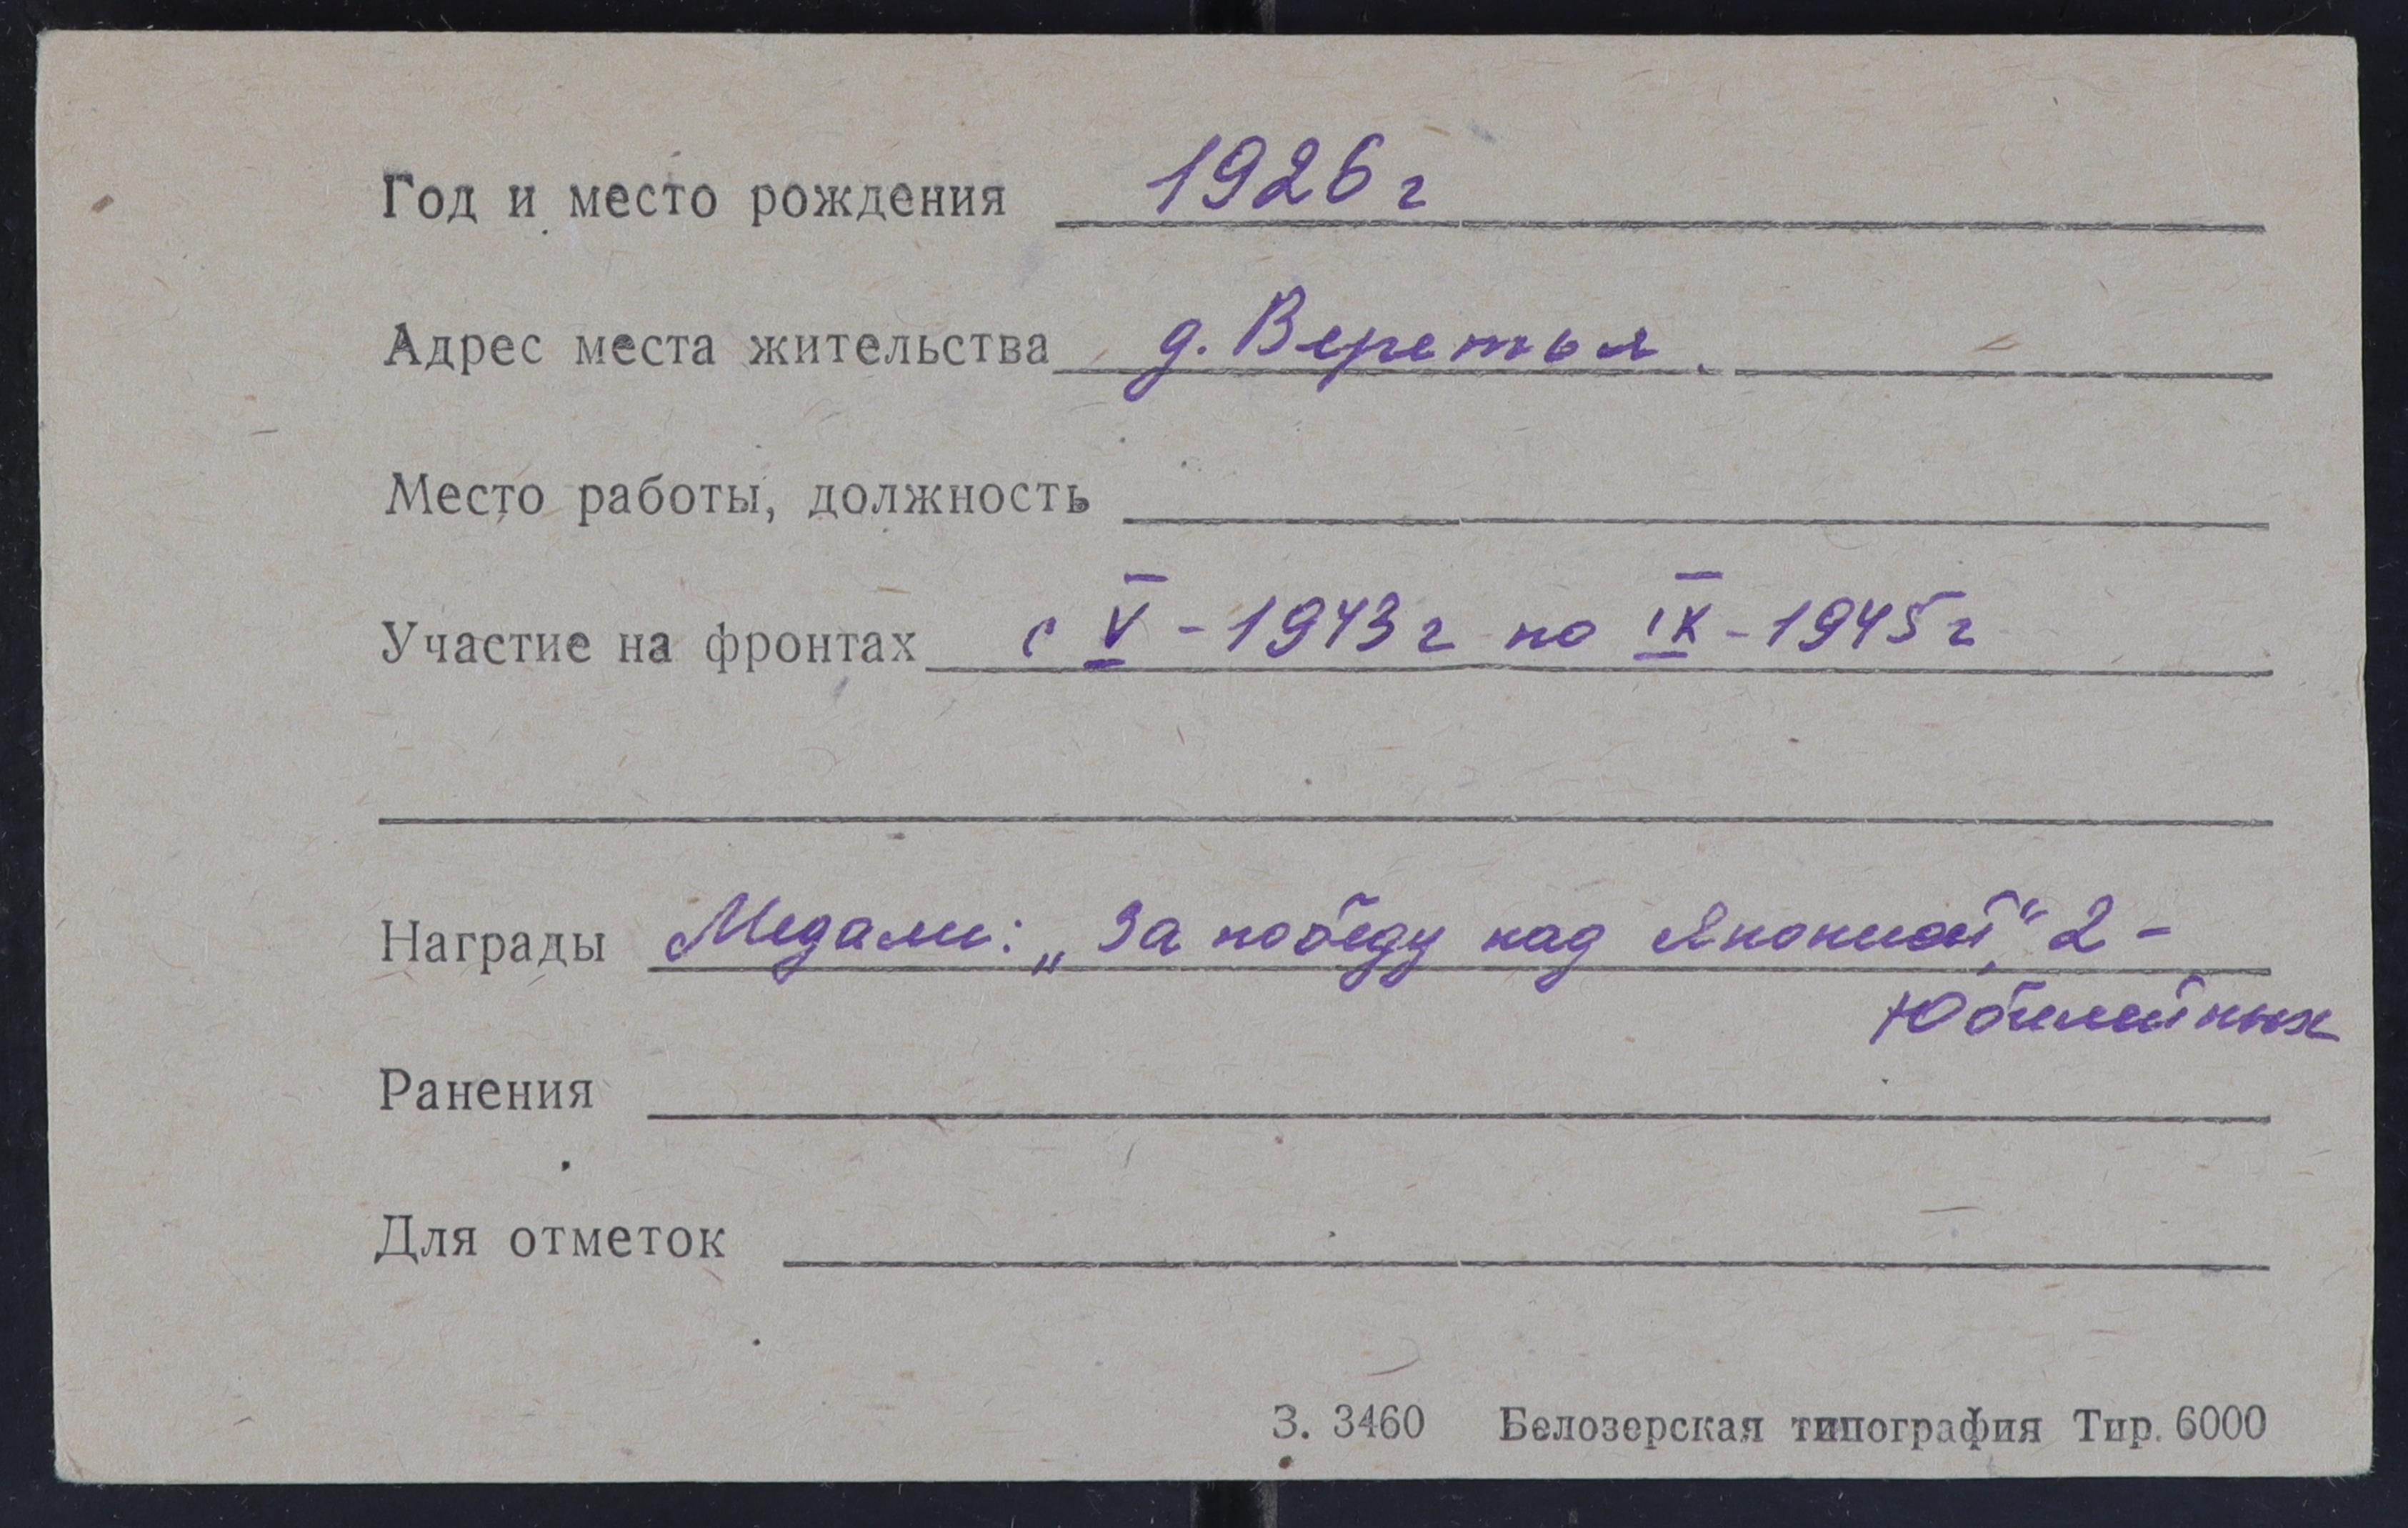 Год и место рождения 1926 г
Адрес места жительства д. Веретья.
Место работы, должность
Участие на фронтах с V - 1943 г по IX - 1945 г
Награды Медали: „За победу над Японией," 2 -
Юбилейных
Ранения
Для отметок
З. 3460 Белозерская типография Тир. 6000